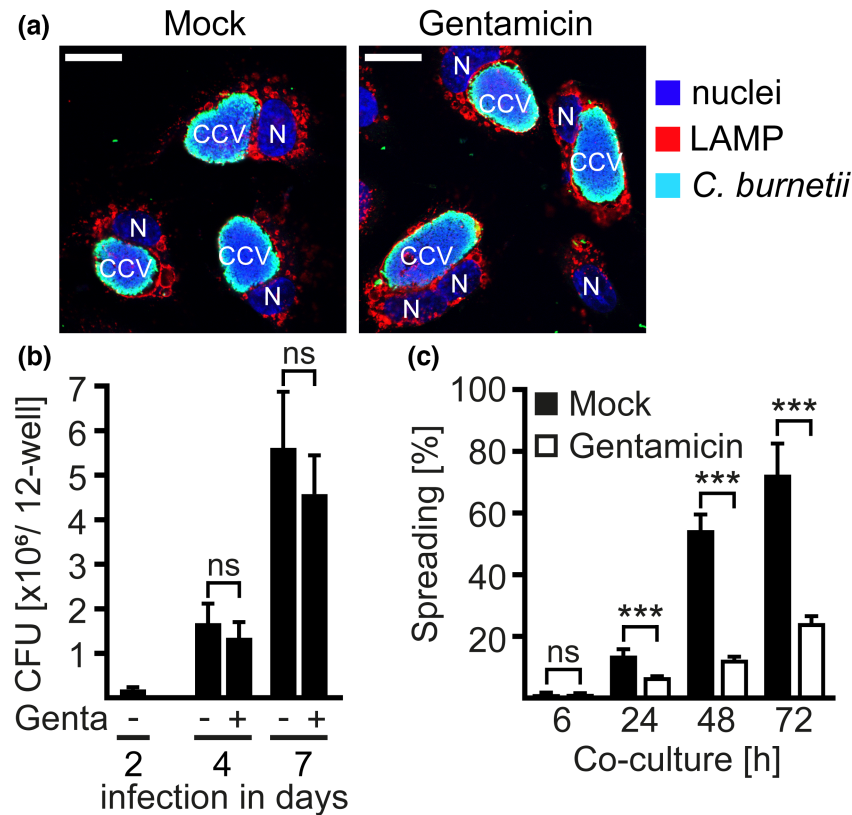 (a) Mock Gentamicin
N
CCV
N
CCV
N
N
CCV
CCV
N
CCV
CCV
N
N
N
N
nuclei
LAMP
C. burnetii
(b)
CFU [x10⁶/ 12-well]
7
6
5
4
3
2
1
ns
ns
Genta - - + - +
2 4 7
infection in days
(c)
Spreading [%]
100
80
60
40
20
Mock
Gentamicin
ns
***
***
***
6 24 48 72
Co-culture [h]